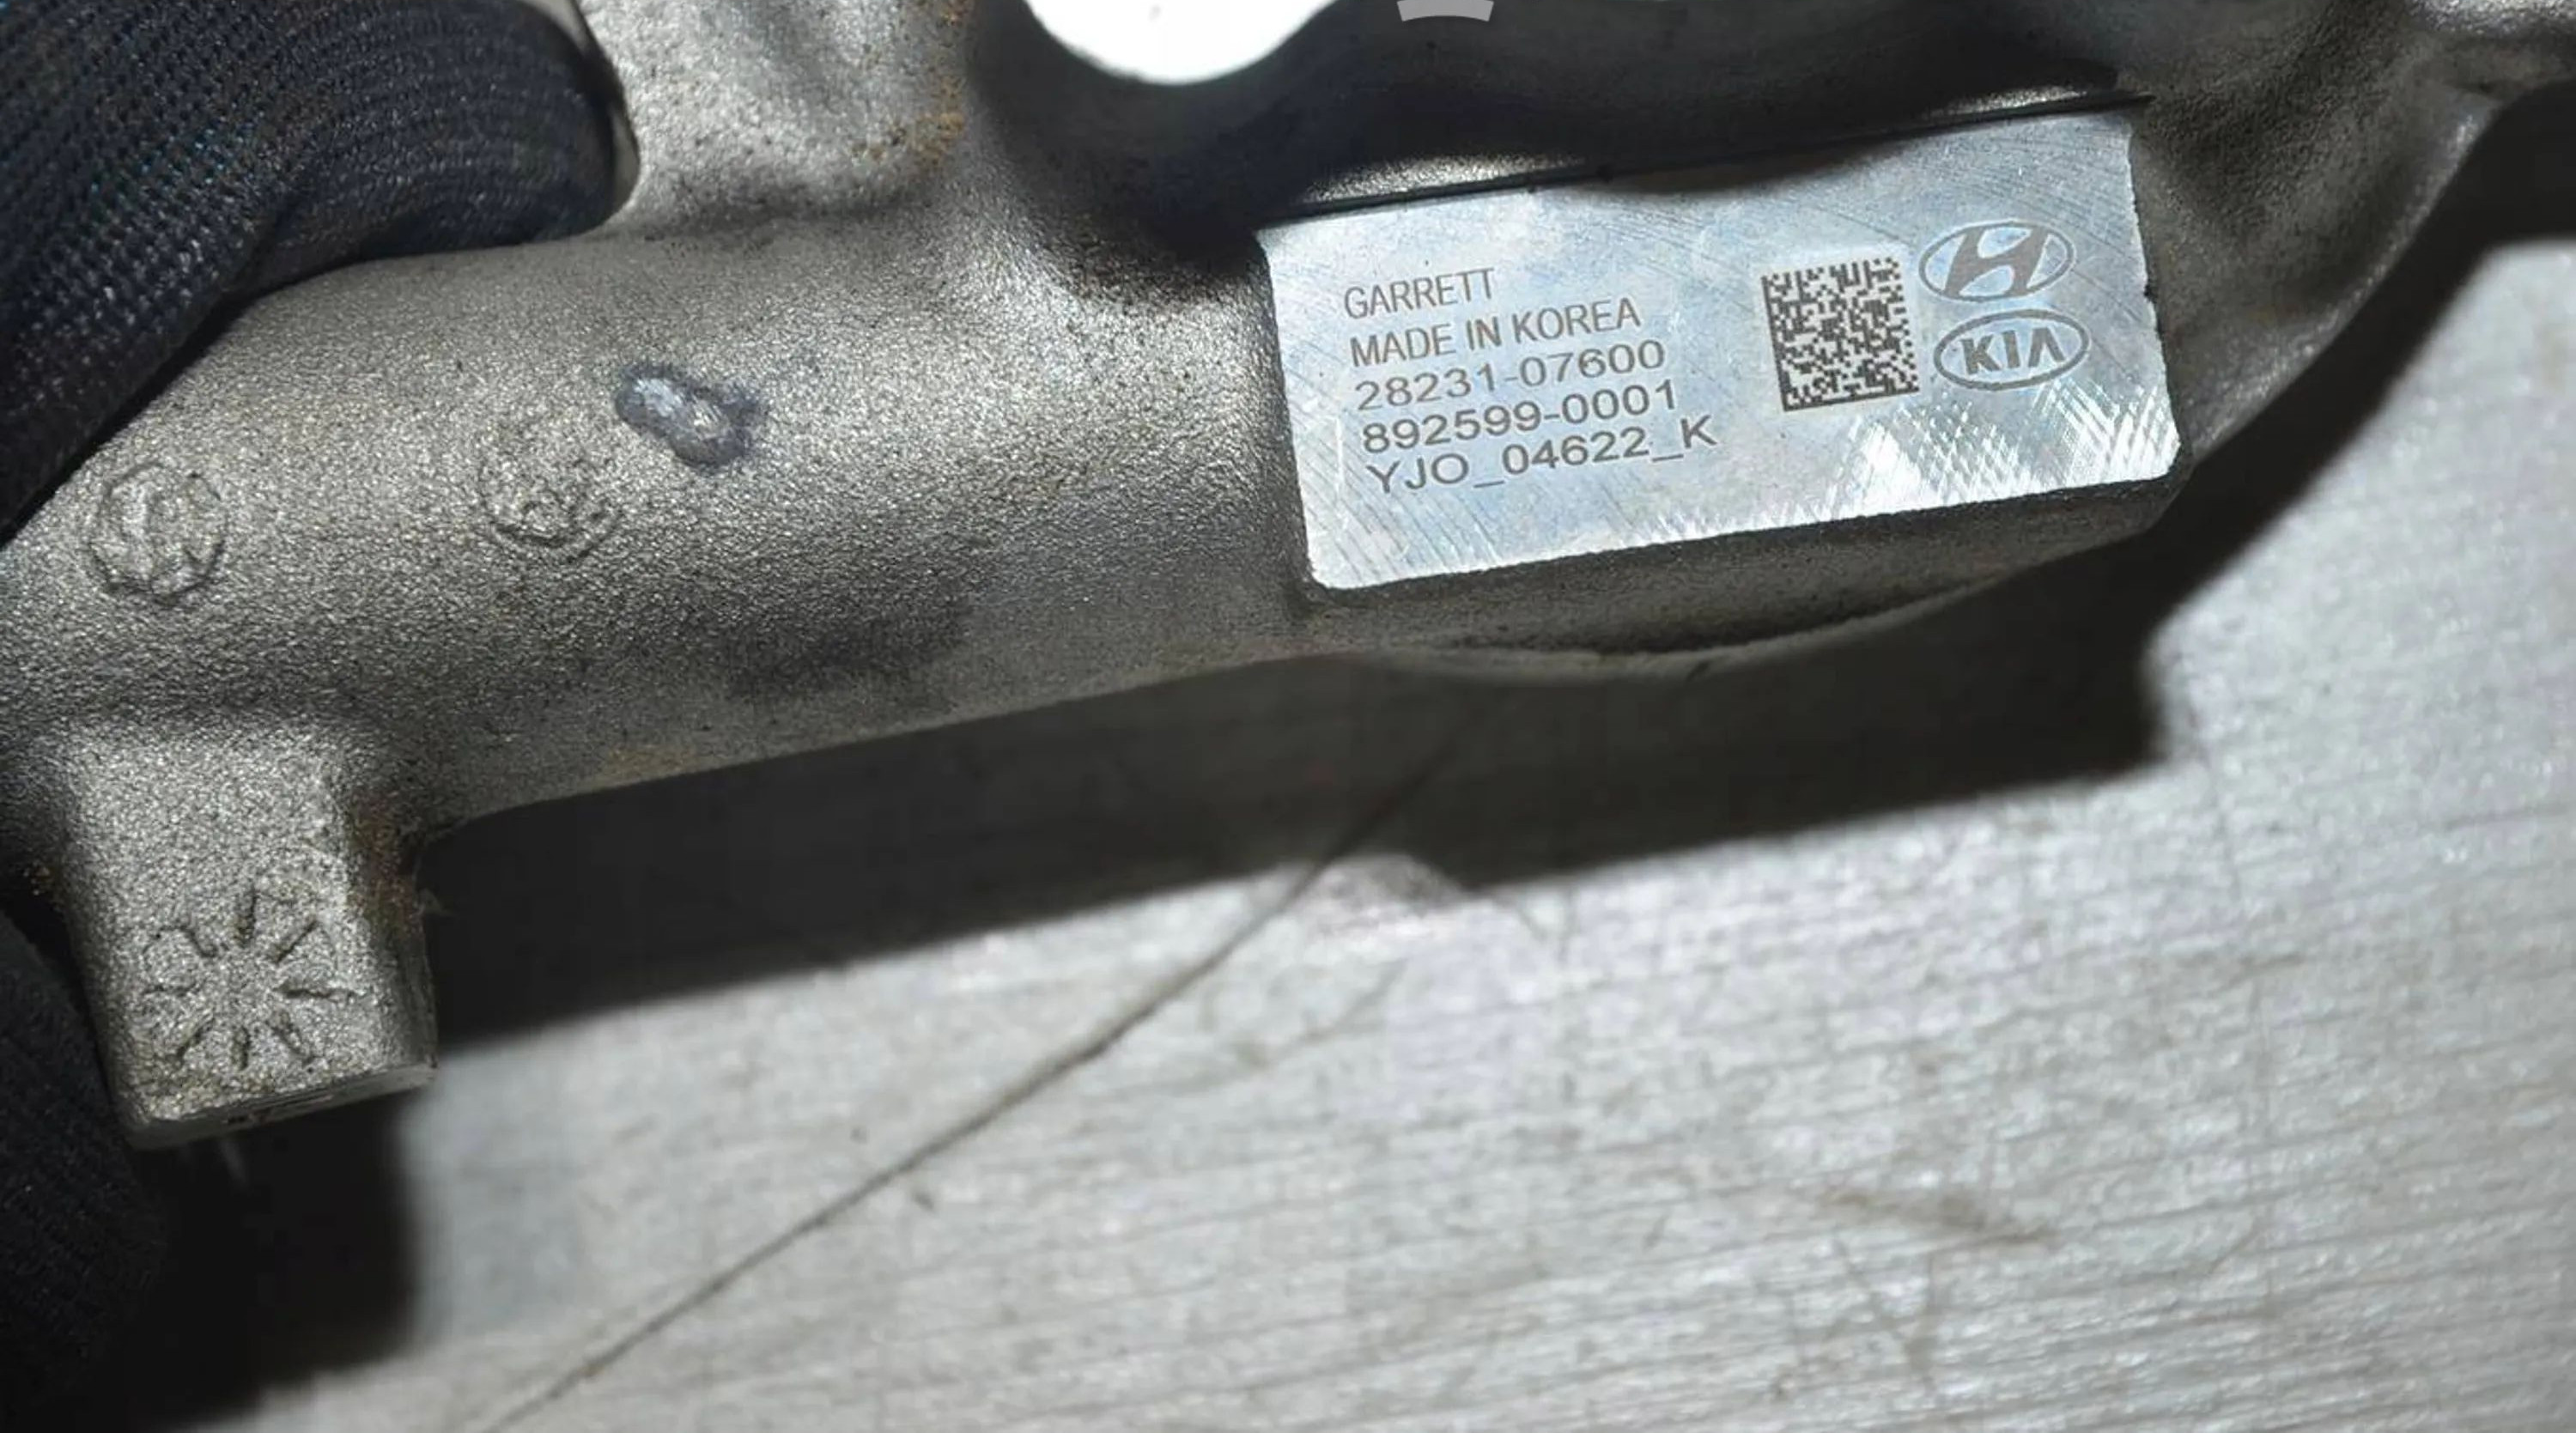 GARRETT
MADE IN KOREA
28231-07600
892599-0001
YJO_04622_K
KIA